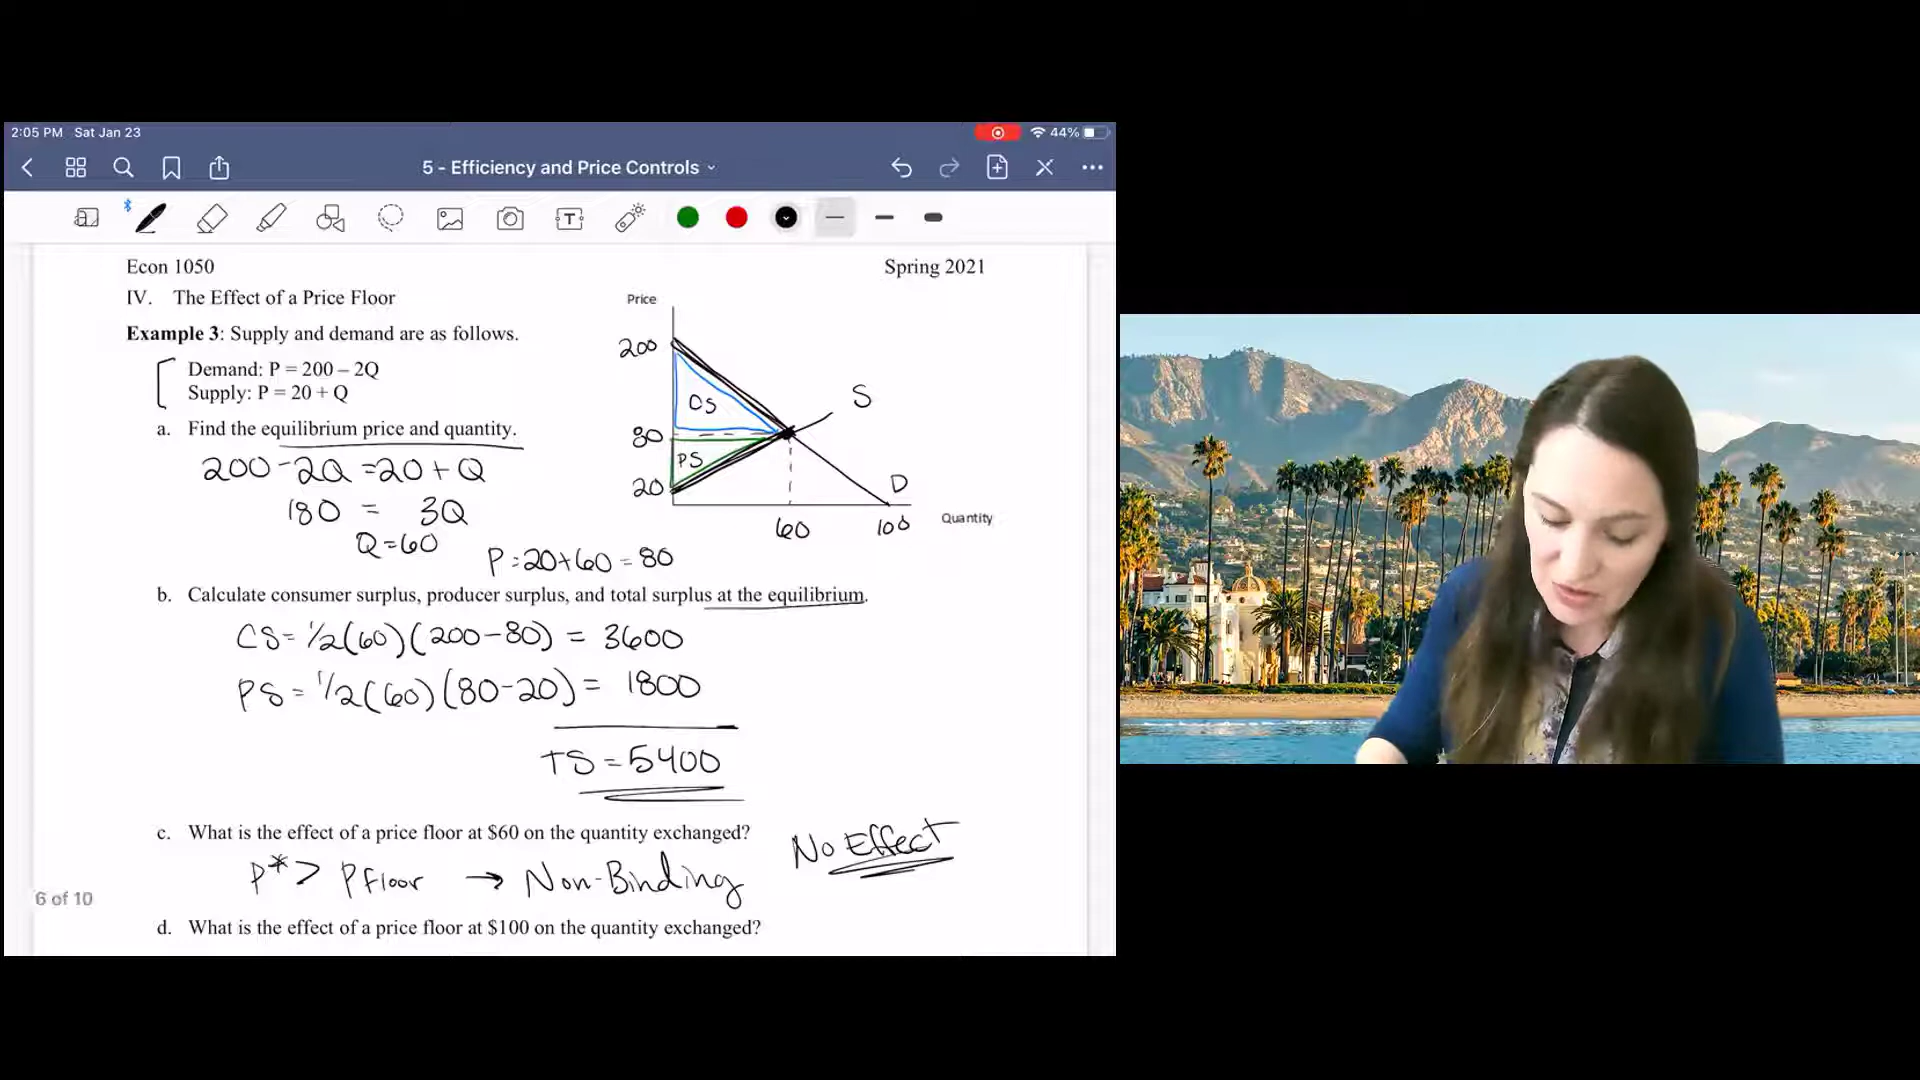 2:05 PM Sat Jan 23
44%
5 - Efficiency and Price Controls
Econ 1050
Spring 2021
IV. The Effect of a Price Floor
Example 3: Supply and demand are as follows.
Demand: P = 200 – 2Q
Supply: P = 20 + Q
a. Find the equilibrium price and quantity.
200 - 2Q = 20 + Q
180 = 3Q
Q = 60
P = 20 + 60 = 80
Price
200
CS
S
80
PS
20
D
60
100
Quantity
b. Calculate consumer surplus, producer surplus, and total surplus at the equilibrium.
CS = 1/2(60)(200-80) = 3600
PS = 1/2(60)(80-20) = 1800
TS = 5400
c. What is the effect of a price floor at $60 on the quantity exchanged?
No Effect
P* > P floor → Non-Binding
6 of 10
d. What is the effect of a price floor at $100 on the quantity exchanged?